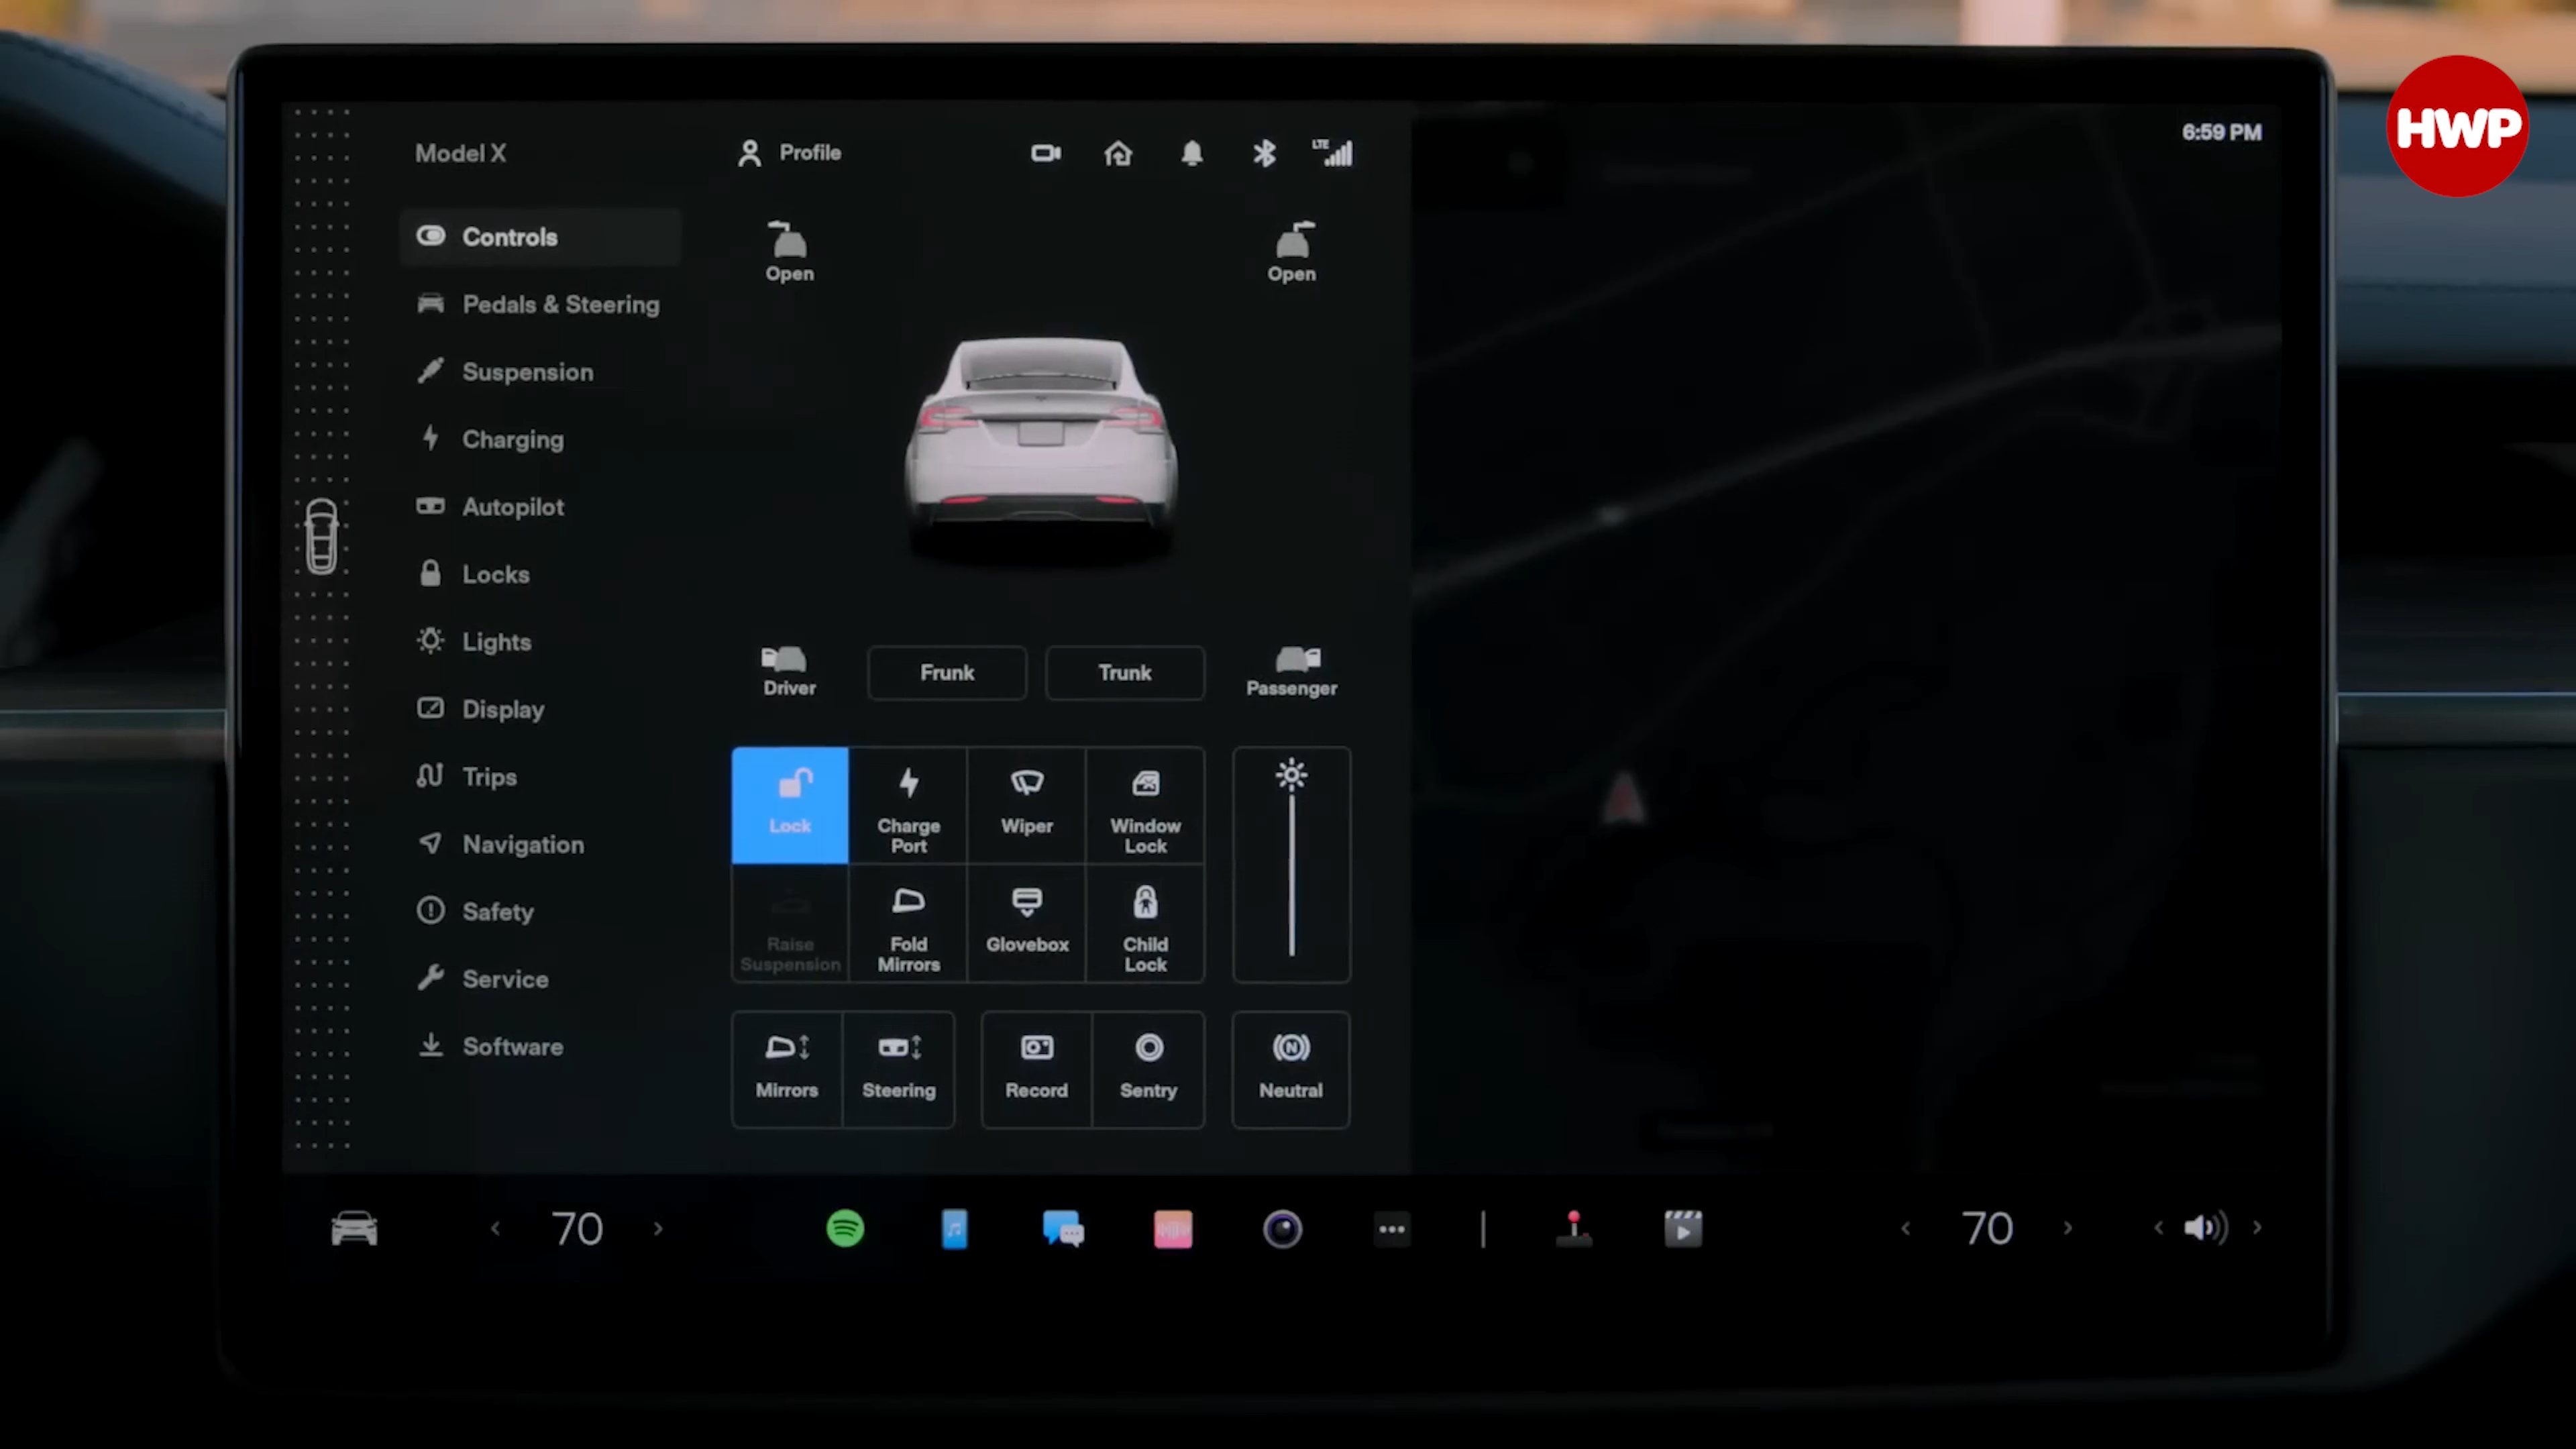 HWP
6:59 PM
Model X
Profile
LTE
Controls
Pedals & Steering
Suspension
Charging
Autopilot
Locks
Lights
Display
Trips
Navigation
Safety
Service
Software
Open
Open
Driver
Frunk
Trunk
Passenger
Lock
Charge
Port
Wiper
Window
Lock
Raise
Suspension
Fold
Mirrors
Glovebox
Child
Lock
Mirrors
Steering
Record
Sentry
N
Neutral
70
70